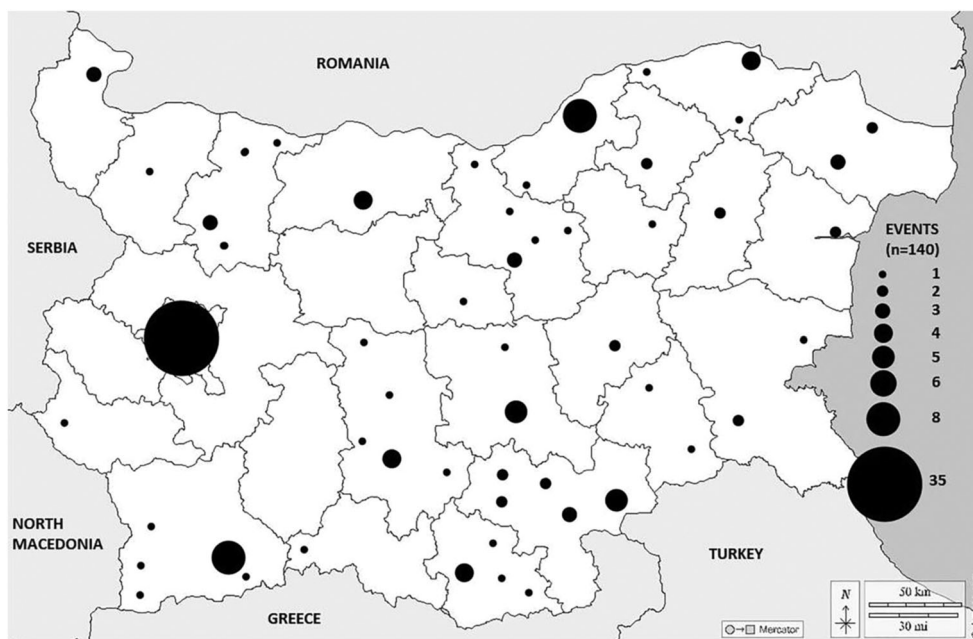 ROMANIA
SERBIA
EVENTS
(n=140)
1
2
3
4
5
6
8
35
NORTH
MACEDONIA
TURKEY
GREECE
N
50 km
30 mi
Mercator